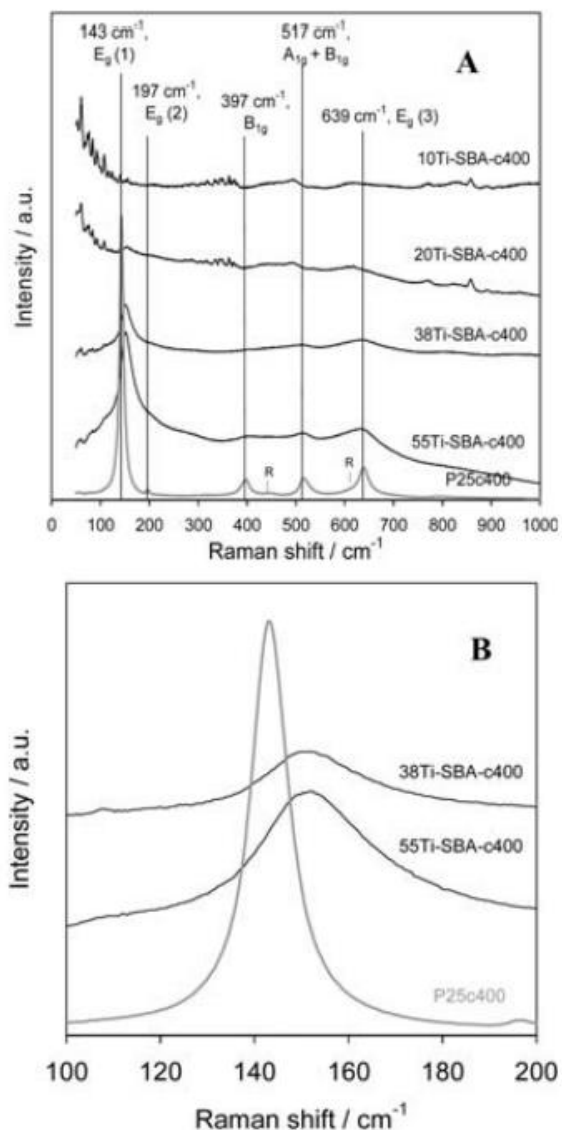 143 cm⁻¹,
E_g (1)
517 cm⁻¹,
A₁g + B₁g
A
197 cm⁻¹,
E_g (2)
397 cm⁻¹,
B₁g
639 cm⁻¹, E_g (3)
10Ti-SBA-c400
20Ti-SBA-c400
38Ti-SBA-c400
55Ti-SBA-c400
R
R
P25c400
Intensity / a.u.
0 100 200 300 400 500 600 700 800 900 1000
Raman shift / cm⁻¹
B
38Ti-SBA-c400
55Ti-SBA-c400
P25c400
Intensity / a.u.
100 120 140 160 180 200
Raman shift / cm⁻¹